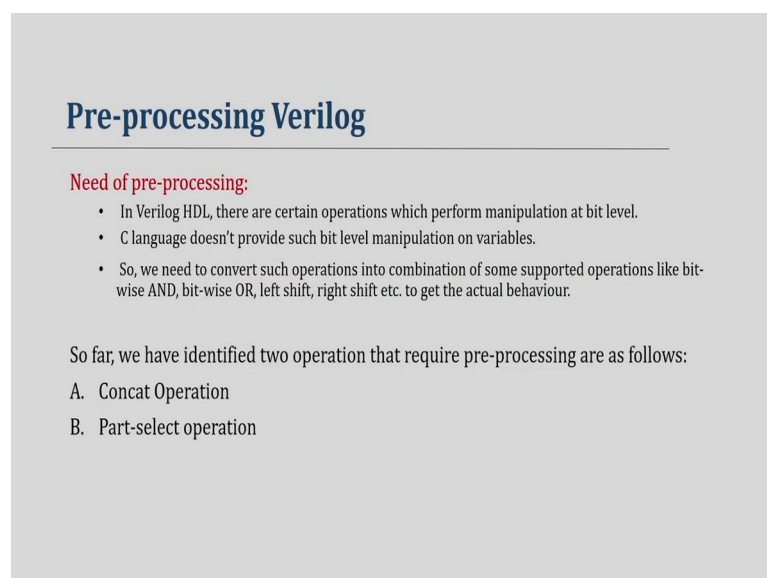 Pre-processing Verilog
Need of pre-processing:
• In Verilog HDL, there are certain operations which perform manipulation at bit level.
• C language doesn't provide such bit level manipulation on variables.
• So, we need to convert such operations into combination of some supported operations like bit-
wise AND, bit-wise OR, left shift, right shift etc. to get the actual behaviour.
So far, we have identified two operation that require pre-processing are as follows:
A. Concat Operation
B. Part-select operation